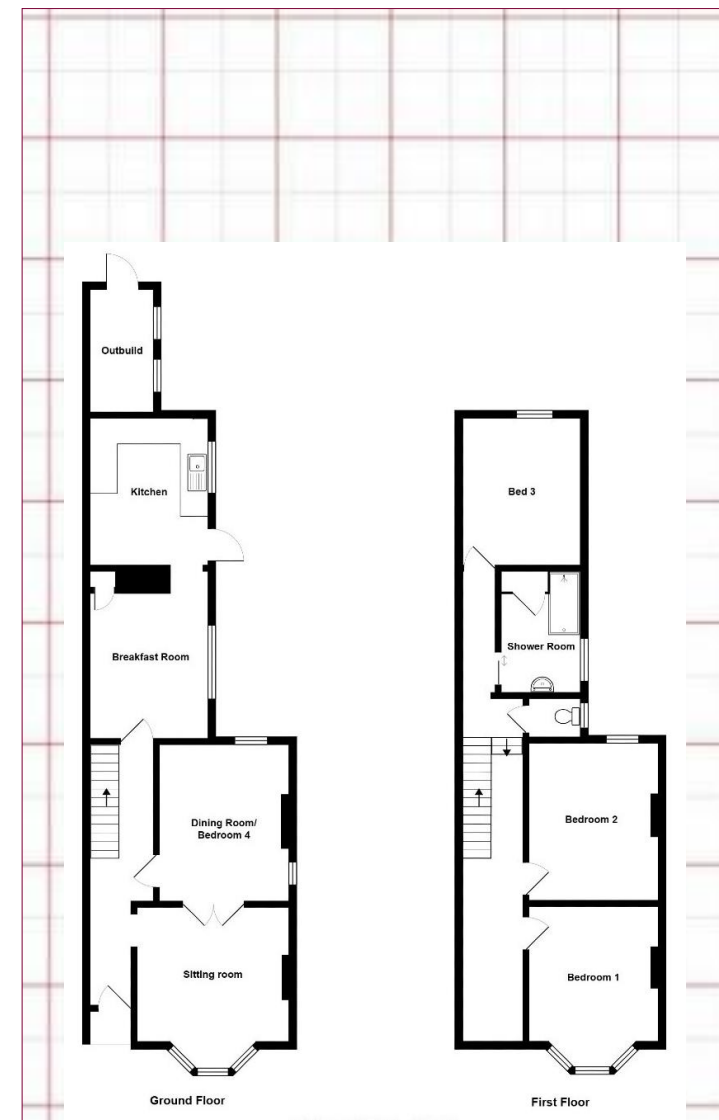 Outbuild
Kitchen
Breakfast Room
Dining Room/
Bedroom 4
Sitting room
Ground Floor
Bed 3
Shower Room
Bedroom 2
Bedroom 1
First Floor